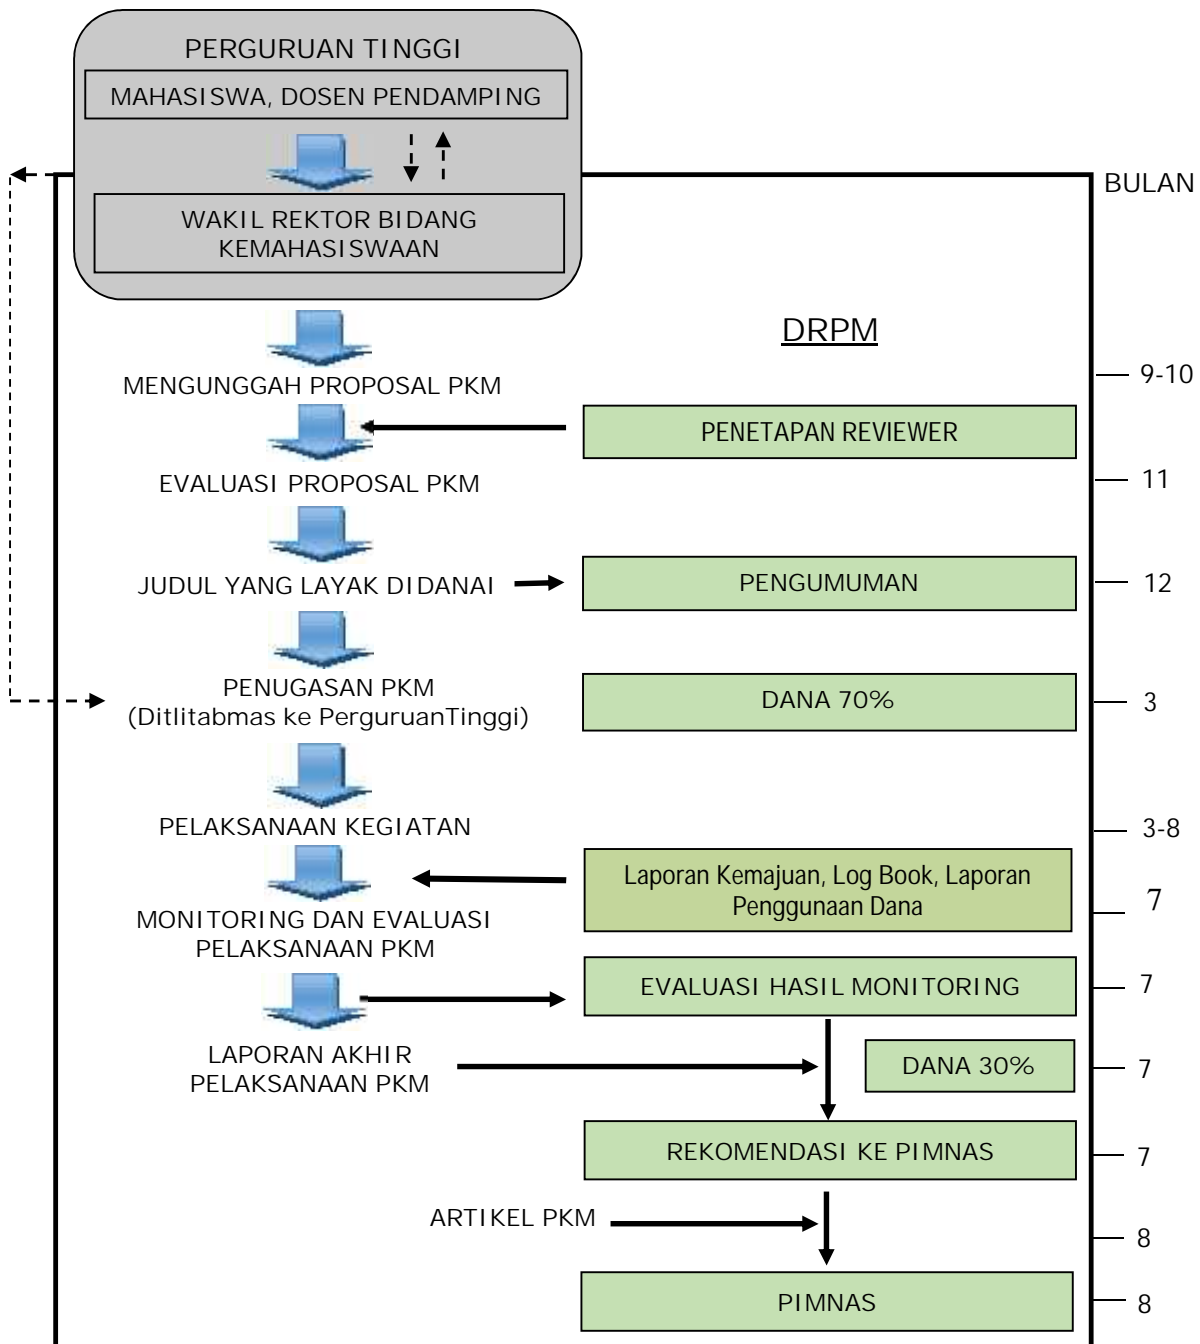 PERGURUAN TINGGI
MAHASISWA, DOSEN PENDAMPING
WAKIL REKTOR BIDANG
KEMAHASISWAAN
BULAN
DRPM
MENGUNGGAH PROPOSAL PKM
9-10
PENETAPAN REVIEWER
EVALUASI PROPOSAL PKM
11
JUDUL YANG LAYAK DIDANAI
PENGUMUMAN
12
PENUGASAN PKM
(Ditlitabmas ke PerguruanTinggi)
DANA 70%
3
PELAKSANAAN KEGIATAN
3-8
Laporan Kemajuan, Log Book, Laporan
Penggunaan Dana
7
MONITORING DAN EVALUASI
PELAKSANAAN PKM
EVALUASI HASIL MONITORING
7
LAPORAN AKHIR
PELAKSANAAN PKM
DANA 30%
7
REKOMENDASI KE PIMNAS
7
ARTIKEL PKM
8
PIMNAS
8